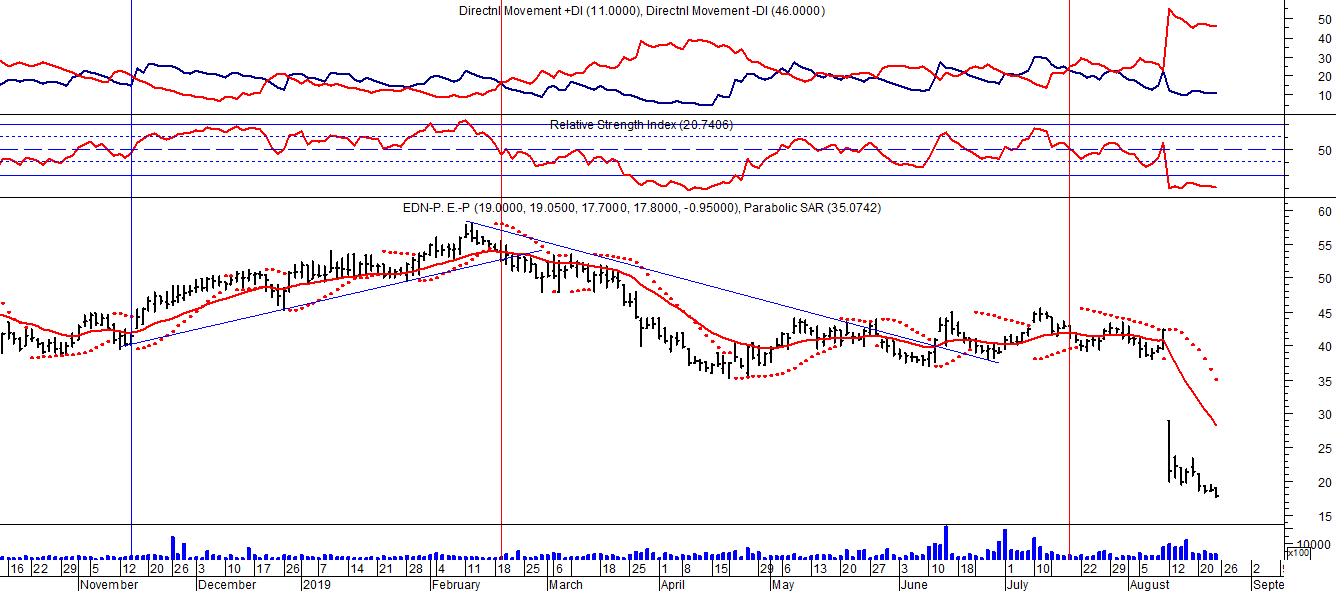 Directnl Movement +DI (11.0000), Directnl Movement -DI (46.0000)
50
40
30
20
10
Relative Strength Index (20.7406)
50
EDN-P. E.-P (19.0000, 19.0500, 17.7000, 17.8000, -0.95000), Parabolic SAR (35.0742)
60
55
50
45
40
35
30
25
20
15
10000
x100
16 22 29 5 12 20 26 3 10 17 26 7 14 21 28 4 11 18 25 6 18 25 1 8 15 29 6 13 20 27 3 10 18 1 10 22 29 5 12 20 26 2
November December 2019 February March April May June July August Septe